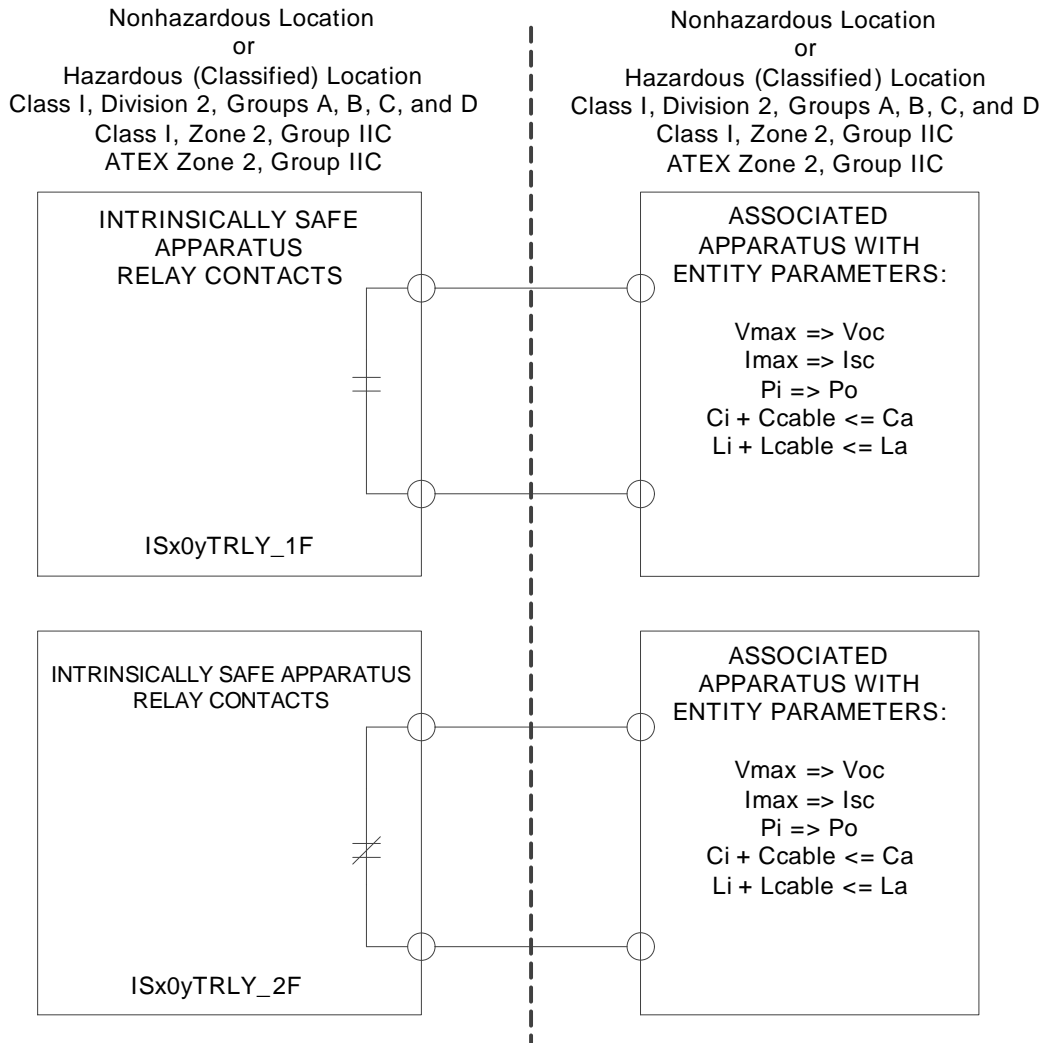 Nonhazardous Location
or
Hazardous (Classified) Location
Class I, Division 2, Groups A, B, C, and D
Class I, Zone 2, Group IIC
ATEX Zone 2, Group IIC
Nonhazardous Location
or
Hazardous (Classified) Location
Class I, Division 2, Groups A, B, C, and D
Class I, Zone 2, Group IIC
ATEX Zone 2, Group IIC
INTRINSICALLY SAFE
APPARATUS
RELAY CONTACTS
ISx0yTRLY_1F
ASSOCIATED
APPARATUS WITH
ENTITY PARAMETERS:
Vmax => Voc
Imax => Isc
Pi => Po
Ci + Ccable <= Ca
Li + Lcable <= La
INTRINSICALLY SAFE APPARATUS
RELAY CONTACTS
ISx0yTRLY_2F
ASSOCIATED
APPARATUS WITH
ENTITY PARAMETERS:
Vmax => Voc
Imax => Isc
Pi => Po
Ci + Ccable <= Ca
Li + Lcable <= La